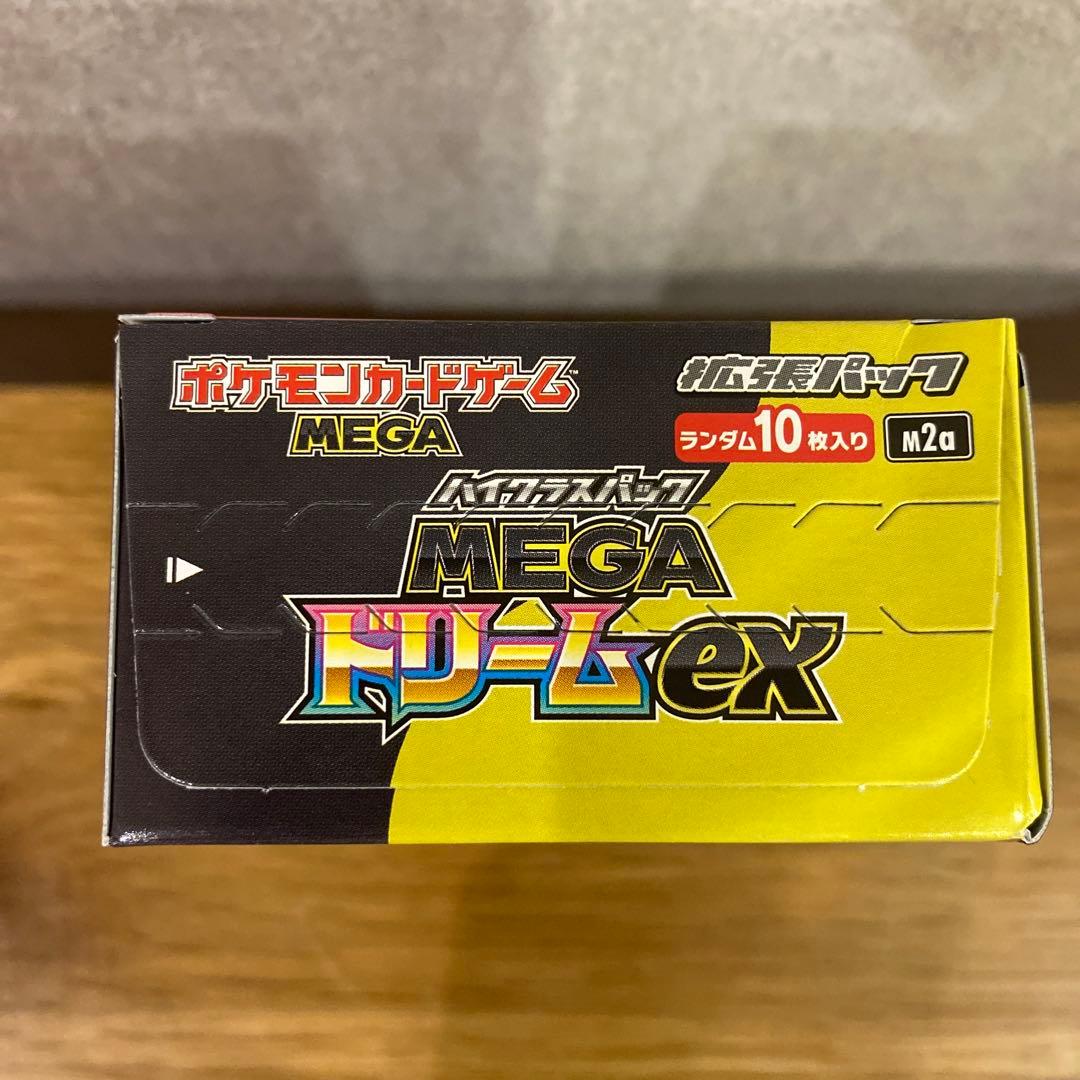 ポケモンカードゲーム™
MEGA
拡張パック
ランダム10枚入り
M2a
ハイクラスパック
MEGA
ドリームex